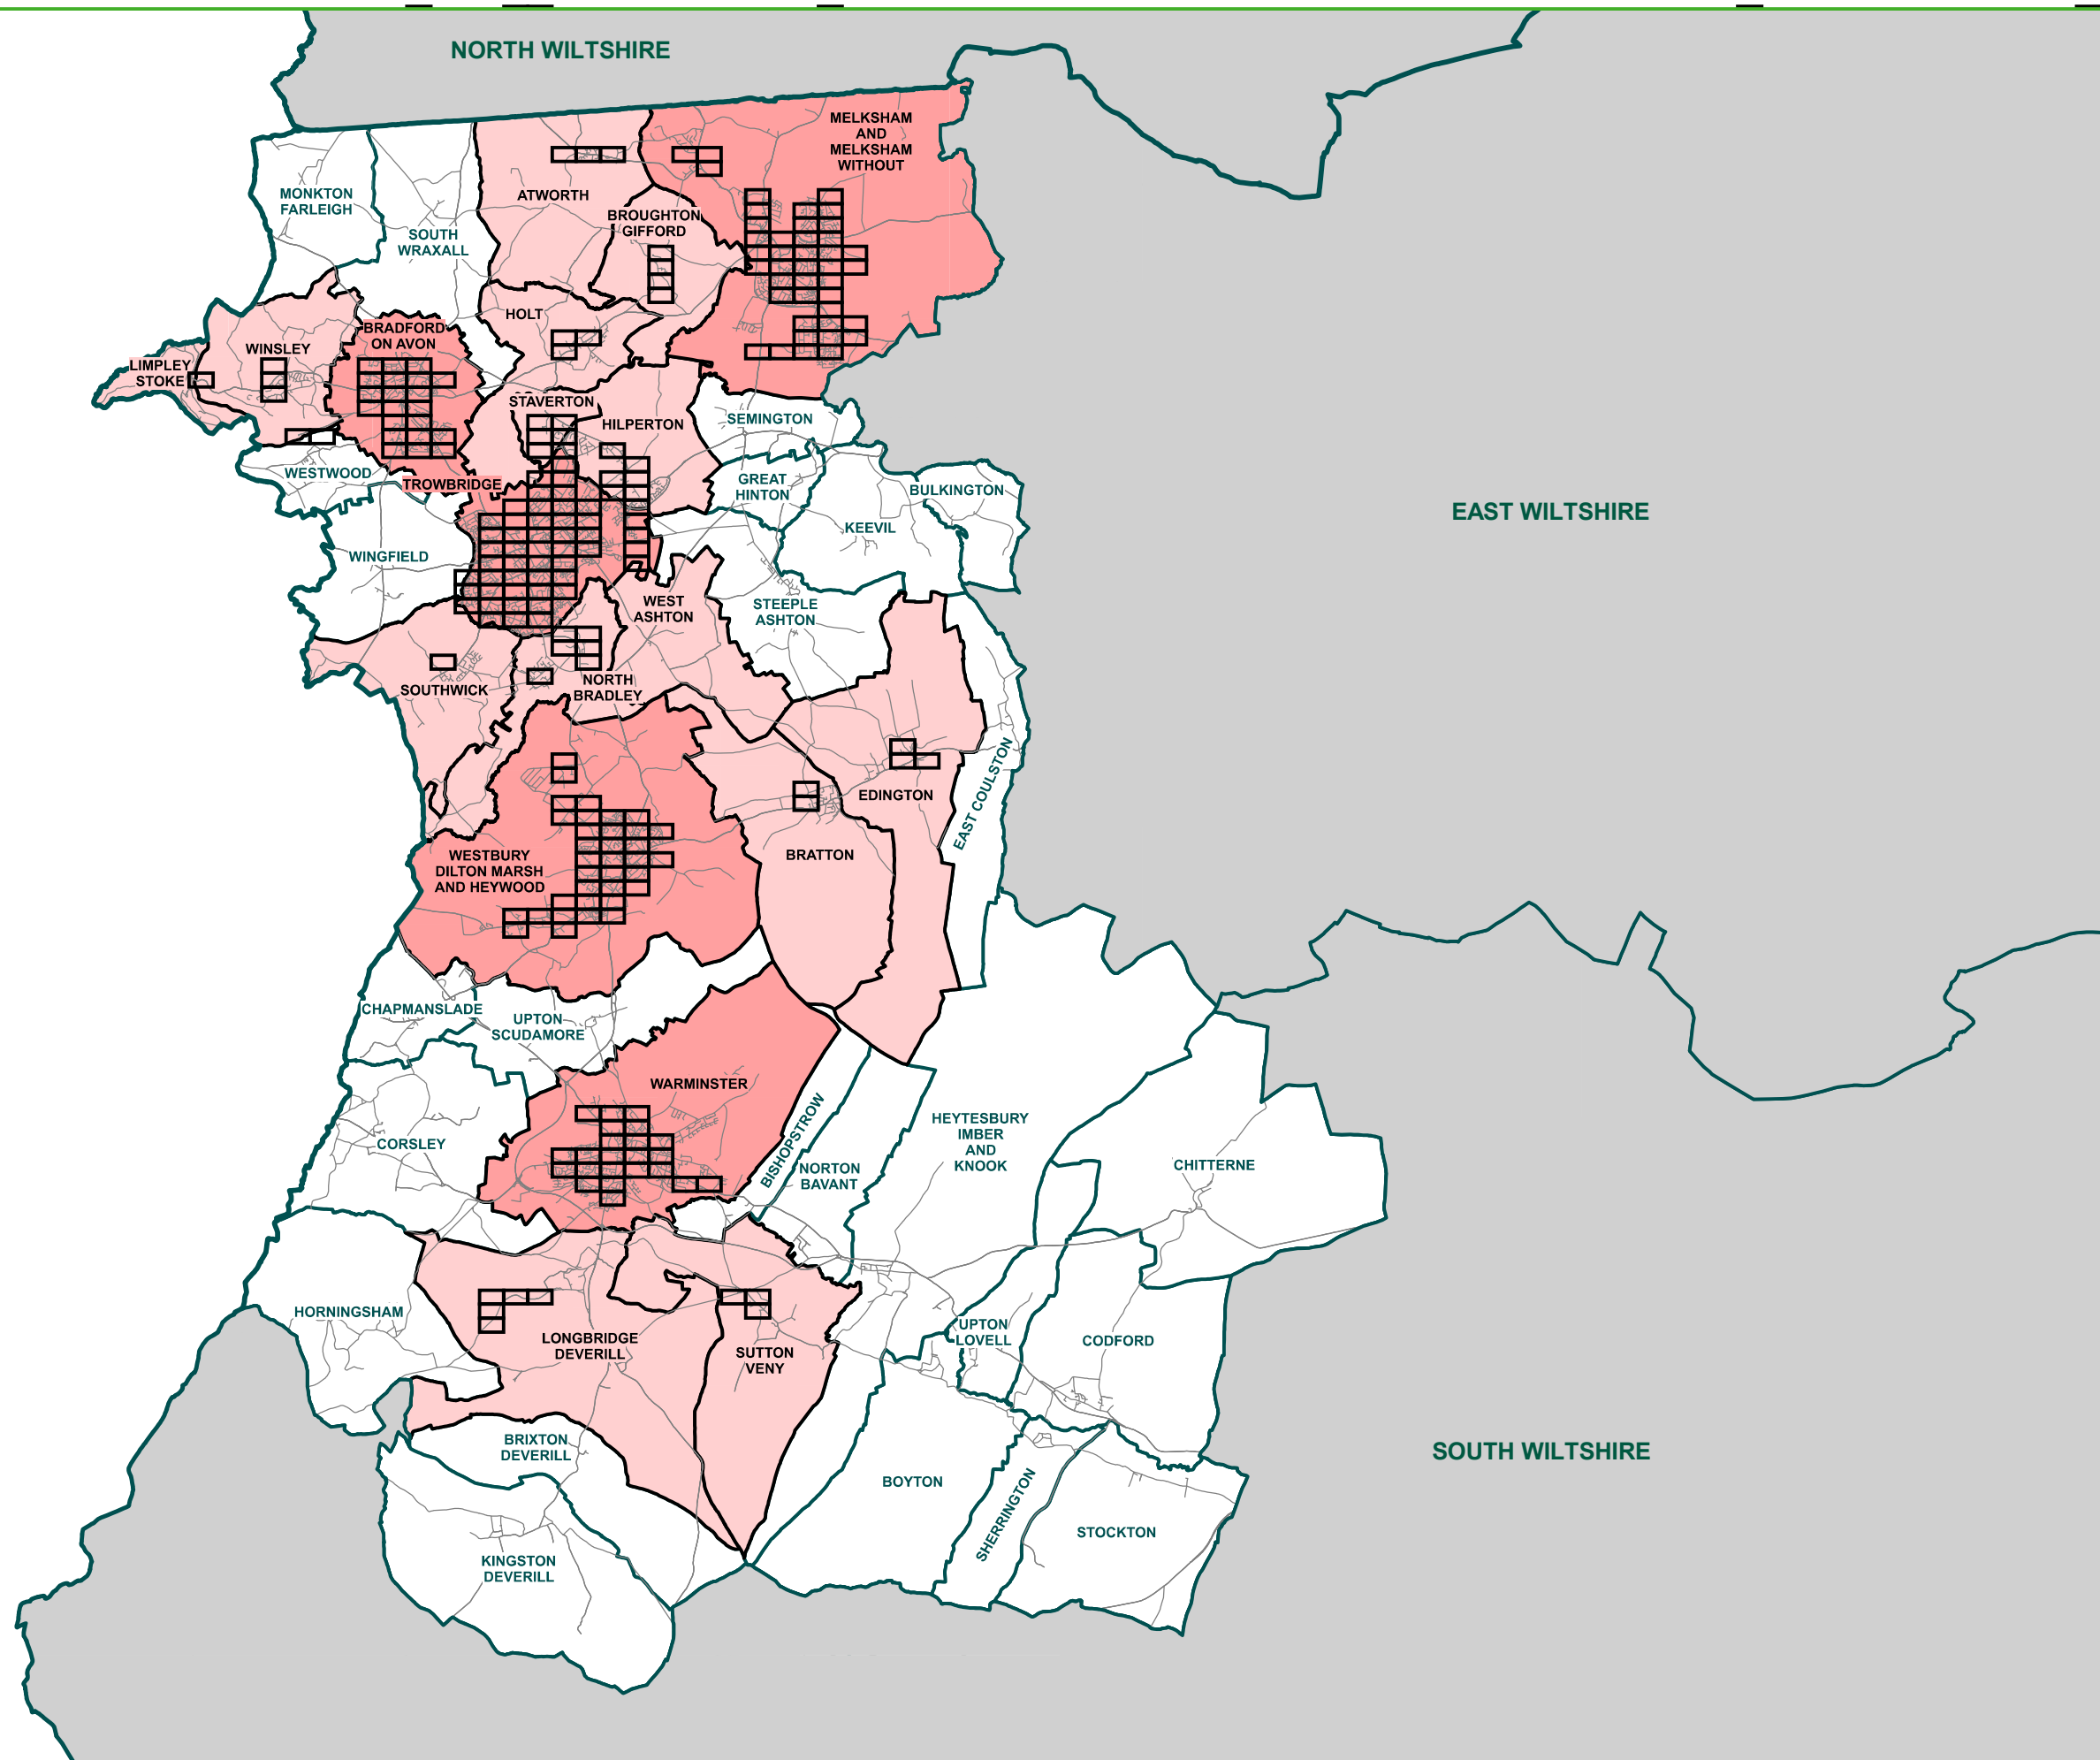 NORTH WILTSHIRE
MELKSHAM
AND
MELKSHAM
WITHOUT
MONKTON
FARLEIGH
ATWORTH
BROUGHTON
GIFFORD
SOUTH
WRAXALL
HOLT
BRADFORD
ON AVON
WINSLEY
LIMPLEY
STOKE
STAVERTON
HILPERTON
SEMINGTON
WESTWOOD
TROWBRIDGE
GREAT
HINTON
BULKINGTON
EAST WILTSHIRE
KEEVIL
WINGFIELD
WEST
ASHTON
STEEPLE
ASHTON
SOUTHWICK
NORTH
BRADLEY
EDINGTON
EAST COULSTON
BRATTON
WESTBURY
DILTON MARSH
AND HEYWOOD
CHAPMANSLADE
UPTON
SCUDAMORE
WARMINSTER
BISHOPSTROW
HEYTESBURY
IMBER
AND
KNOOK
CORSLEY
NORTON
BAVANT
CHITTERNE
HORNINGSHAM
LONGBRIDGE
DEVERILL
SUTTON
VENY
UPTON
LOVELL
CODFORD
BRIXTON
DEVERILL
SOUTH WILTSHIRE
BOYTON
SHERRINGTON
STOCKTON
KINGSTON
DEVERILL